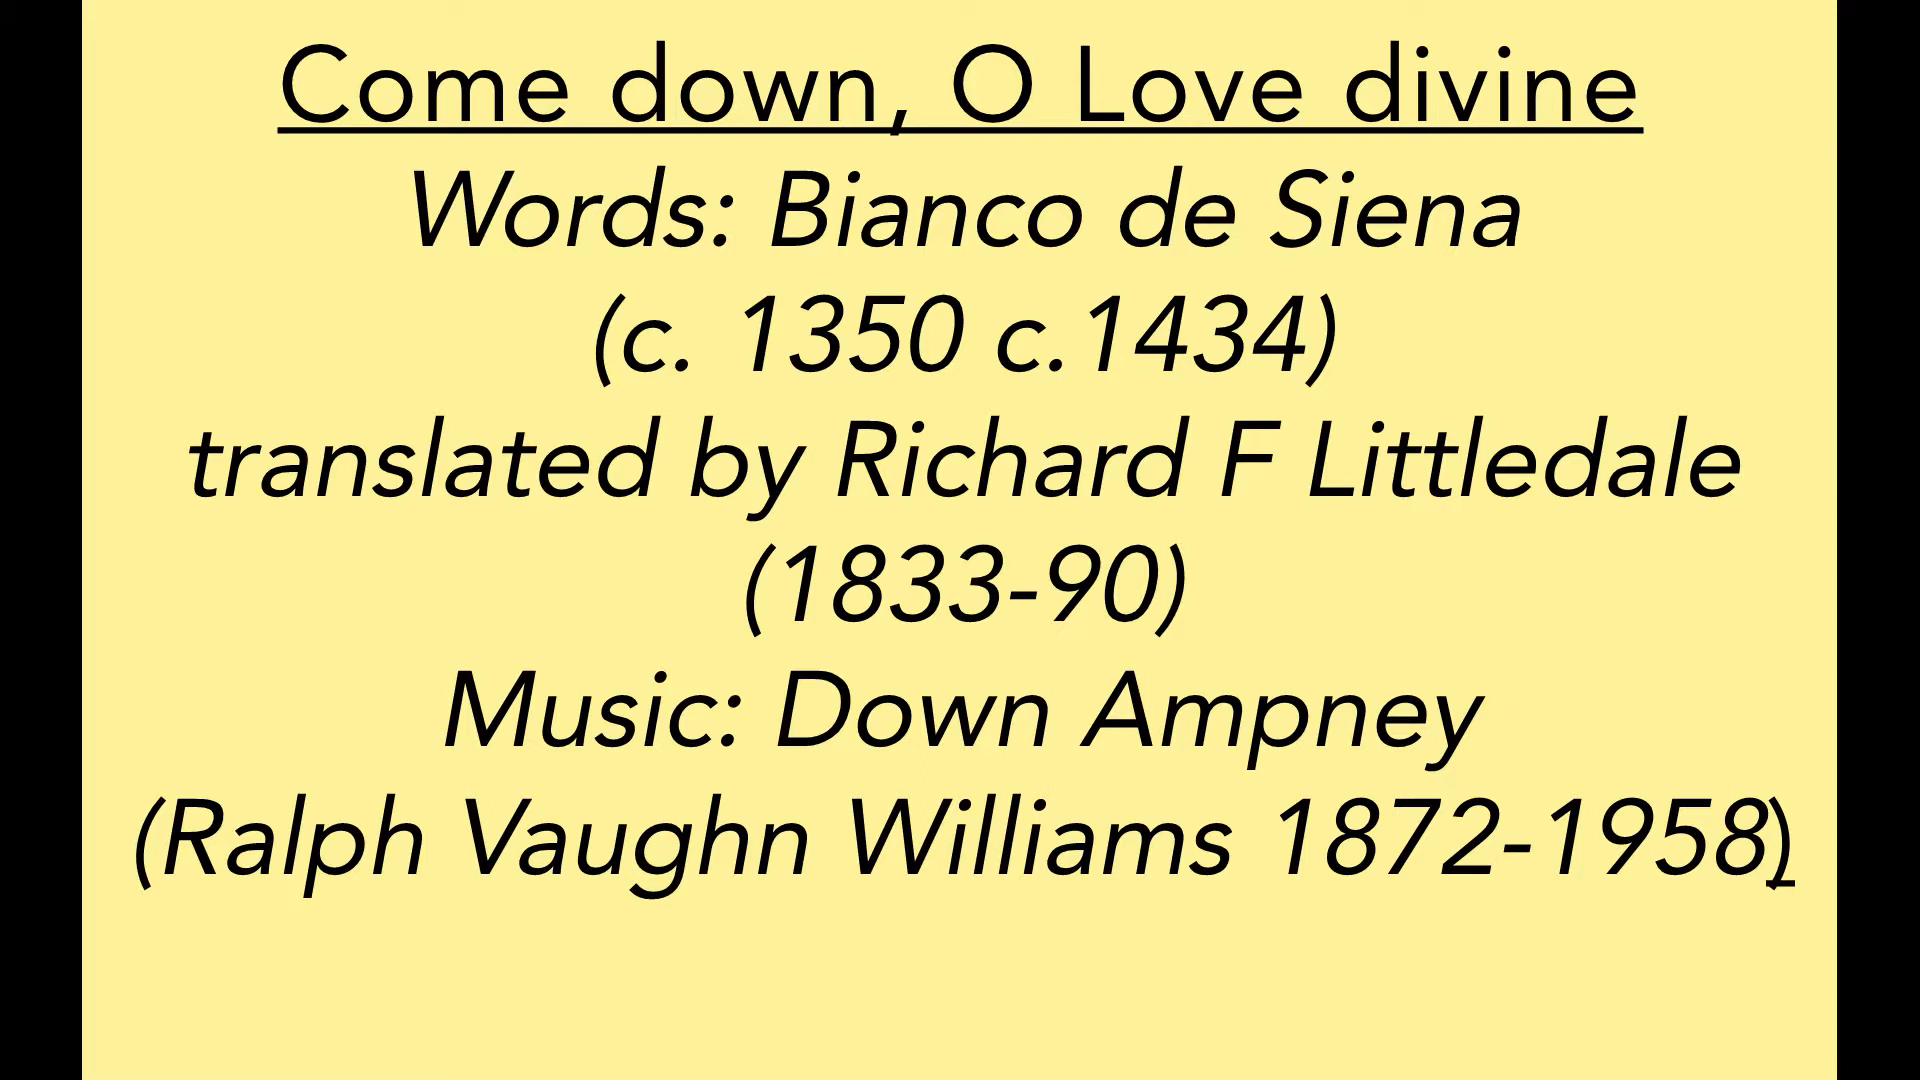 Come down, O Love divine
Words: Bianco de Siena
(c. 1350 c.1434)
translated by Richard F Littledale
(1833-90)
Music: Down Ampney
(Ralph Vaughn Williams 1872-1958)